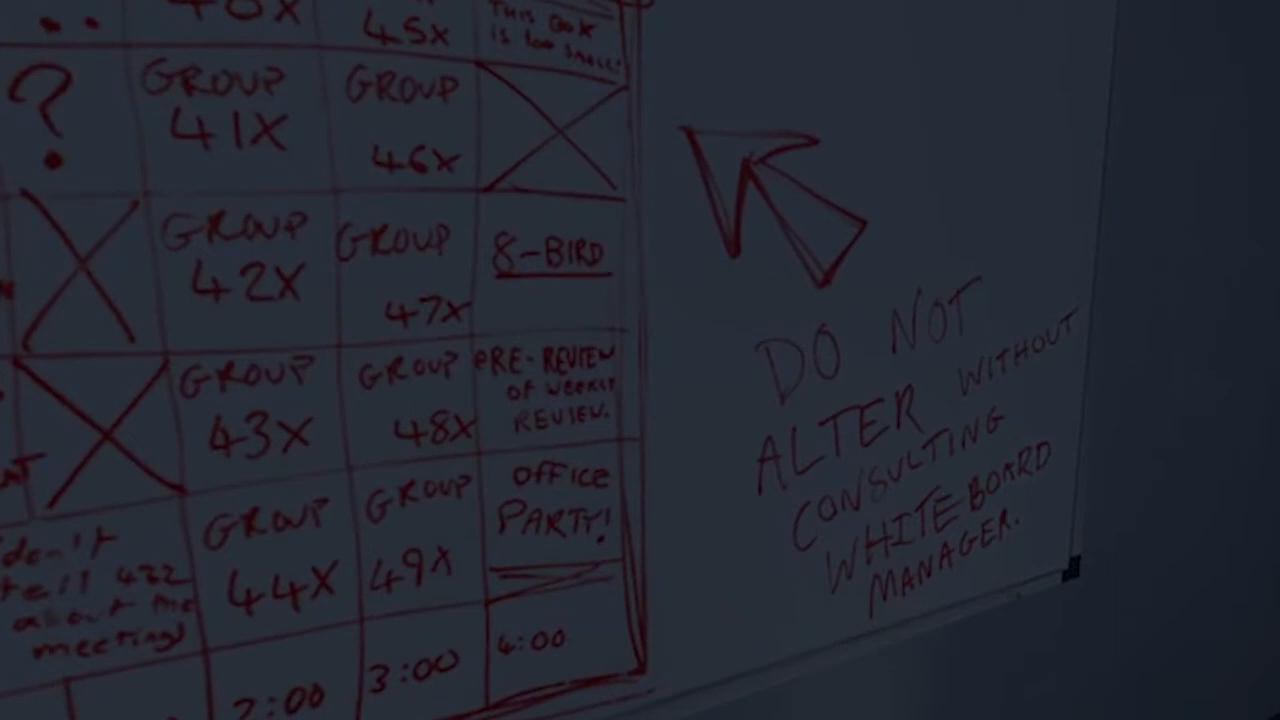 40X
45X
THIS BOX
IS too SMALL!
?
GROUP
41X
GROUP
46X
GROUP
42X
GROUP
47X
8-BIRD
GROUP
43X
GROUP
48X
PRE-REVIEW
OF WEEKLY
REVIEW.
don't
tell 422
about the
meeting!
GROUP
44X
GROUP
49X
OFFICE
PARTY!
2:00
3:00
4:00
DO NOT
ALTER WITHOUT
CONSULTING
WHITEBOARD
MANAGER.